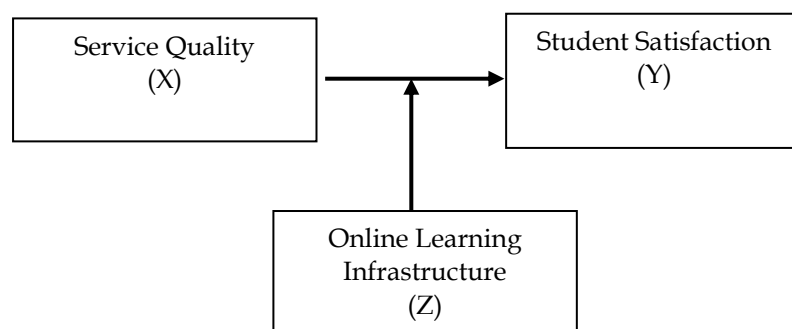 Service Quality
(X)
Student Satisfaction
(Y)
Online Learning
Infrastructure
(Z)